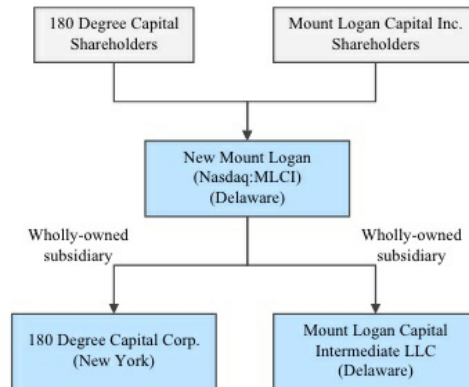 180 Degree Capital
Shareholders
Mount Logan Capital Inc.
Shareholders
New Mount Logan
(Nasdaq:MLCI)
(Delaware)
Wholly-owned
subsidiary
Wholly-owned
subsidiary
180 Degree Capital Corp.
(New York)
Mount Logan Capital
Intermediate LLC
(Delaware)